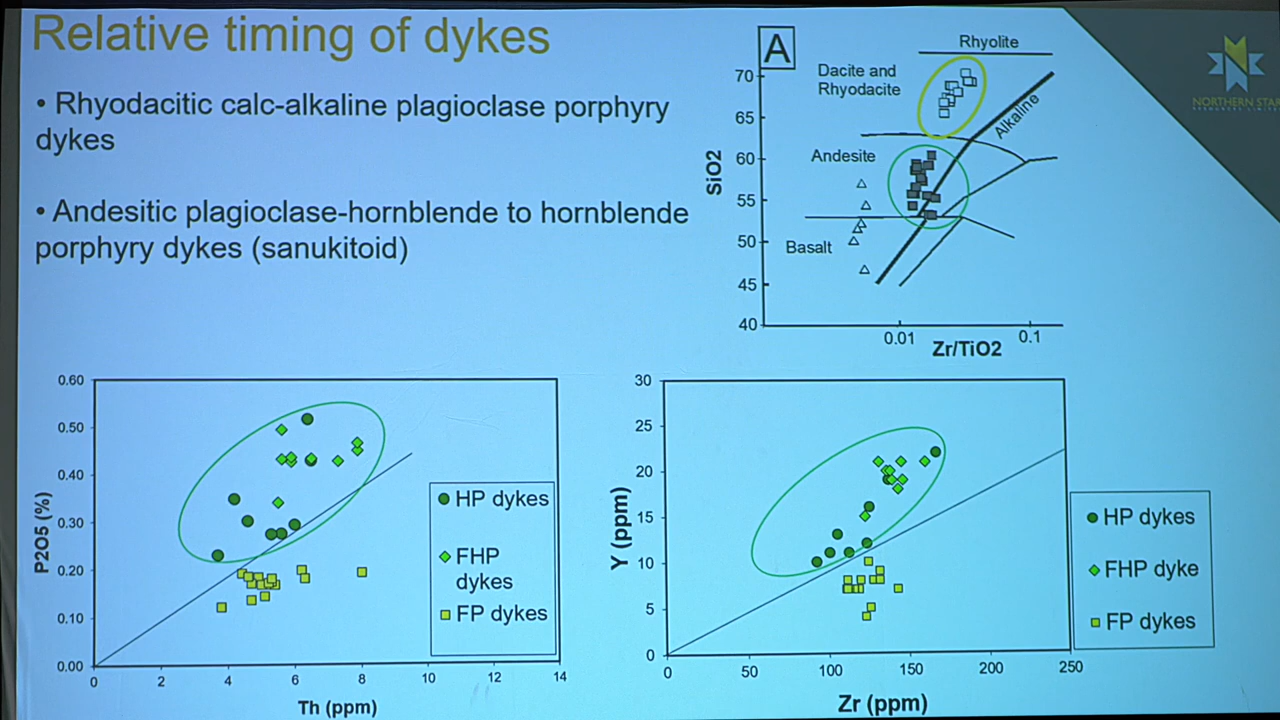 Relative timing of dykes
• Rhyodacitic calc-alkaline plagioclase porphyry
dykes
• Andesitic plagioclase-hornblende to hornblende
porphyry dykes (sanukitoid)
A
Rhyolite
Dacite and
Rhyodacite
Alkaline
Andesite
Basalt
SiO2
70
65
60
55
50
45
40
0.01
0.1
Zr/TiO2
NORTHERN STAR
0.60
0.50
0.40
0.30
0.20
0.10
0.00
P2O5 (%)
0
2
4
6
8
10
12
14
Th (ppm)
HP dykes
FHP
dykes
FP dykes
30
25
20
15
10
5
0
Y (ppm)
0
50
100
150
200
250
Zr (ppm)
HP dykes
FHP dyke
FP dykes